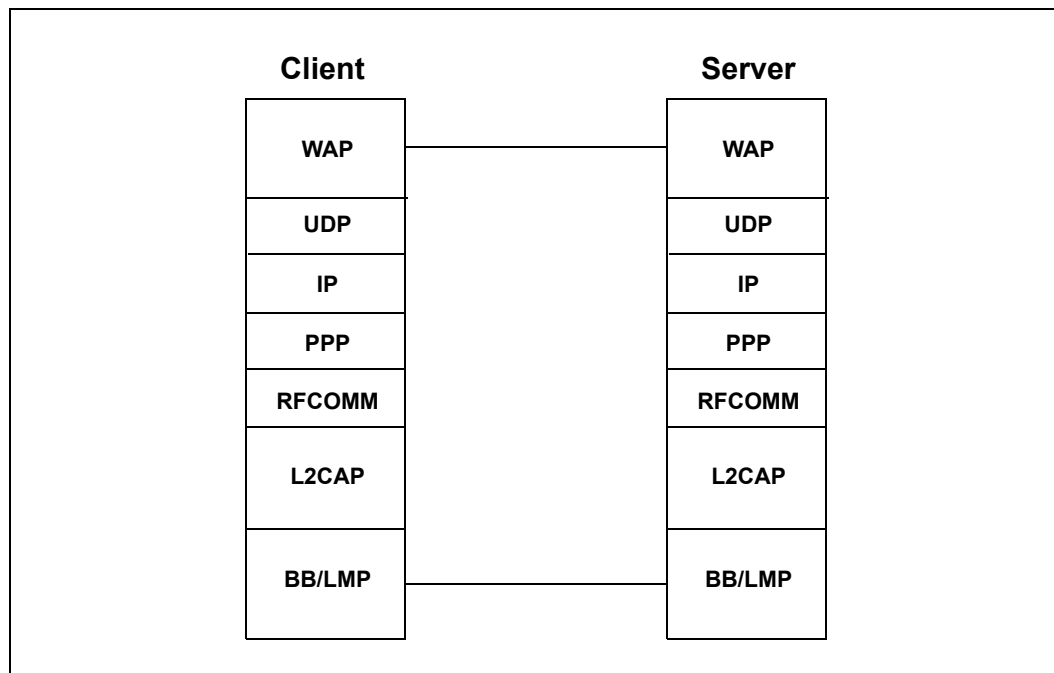 Client
Server
WAP
WAP
UDP
UDP
IP
IP
PPP
PPP
RFCOMM
RFCOMM
L2CAP
L2CAP
BB/LMP
BB/LMP